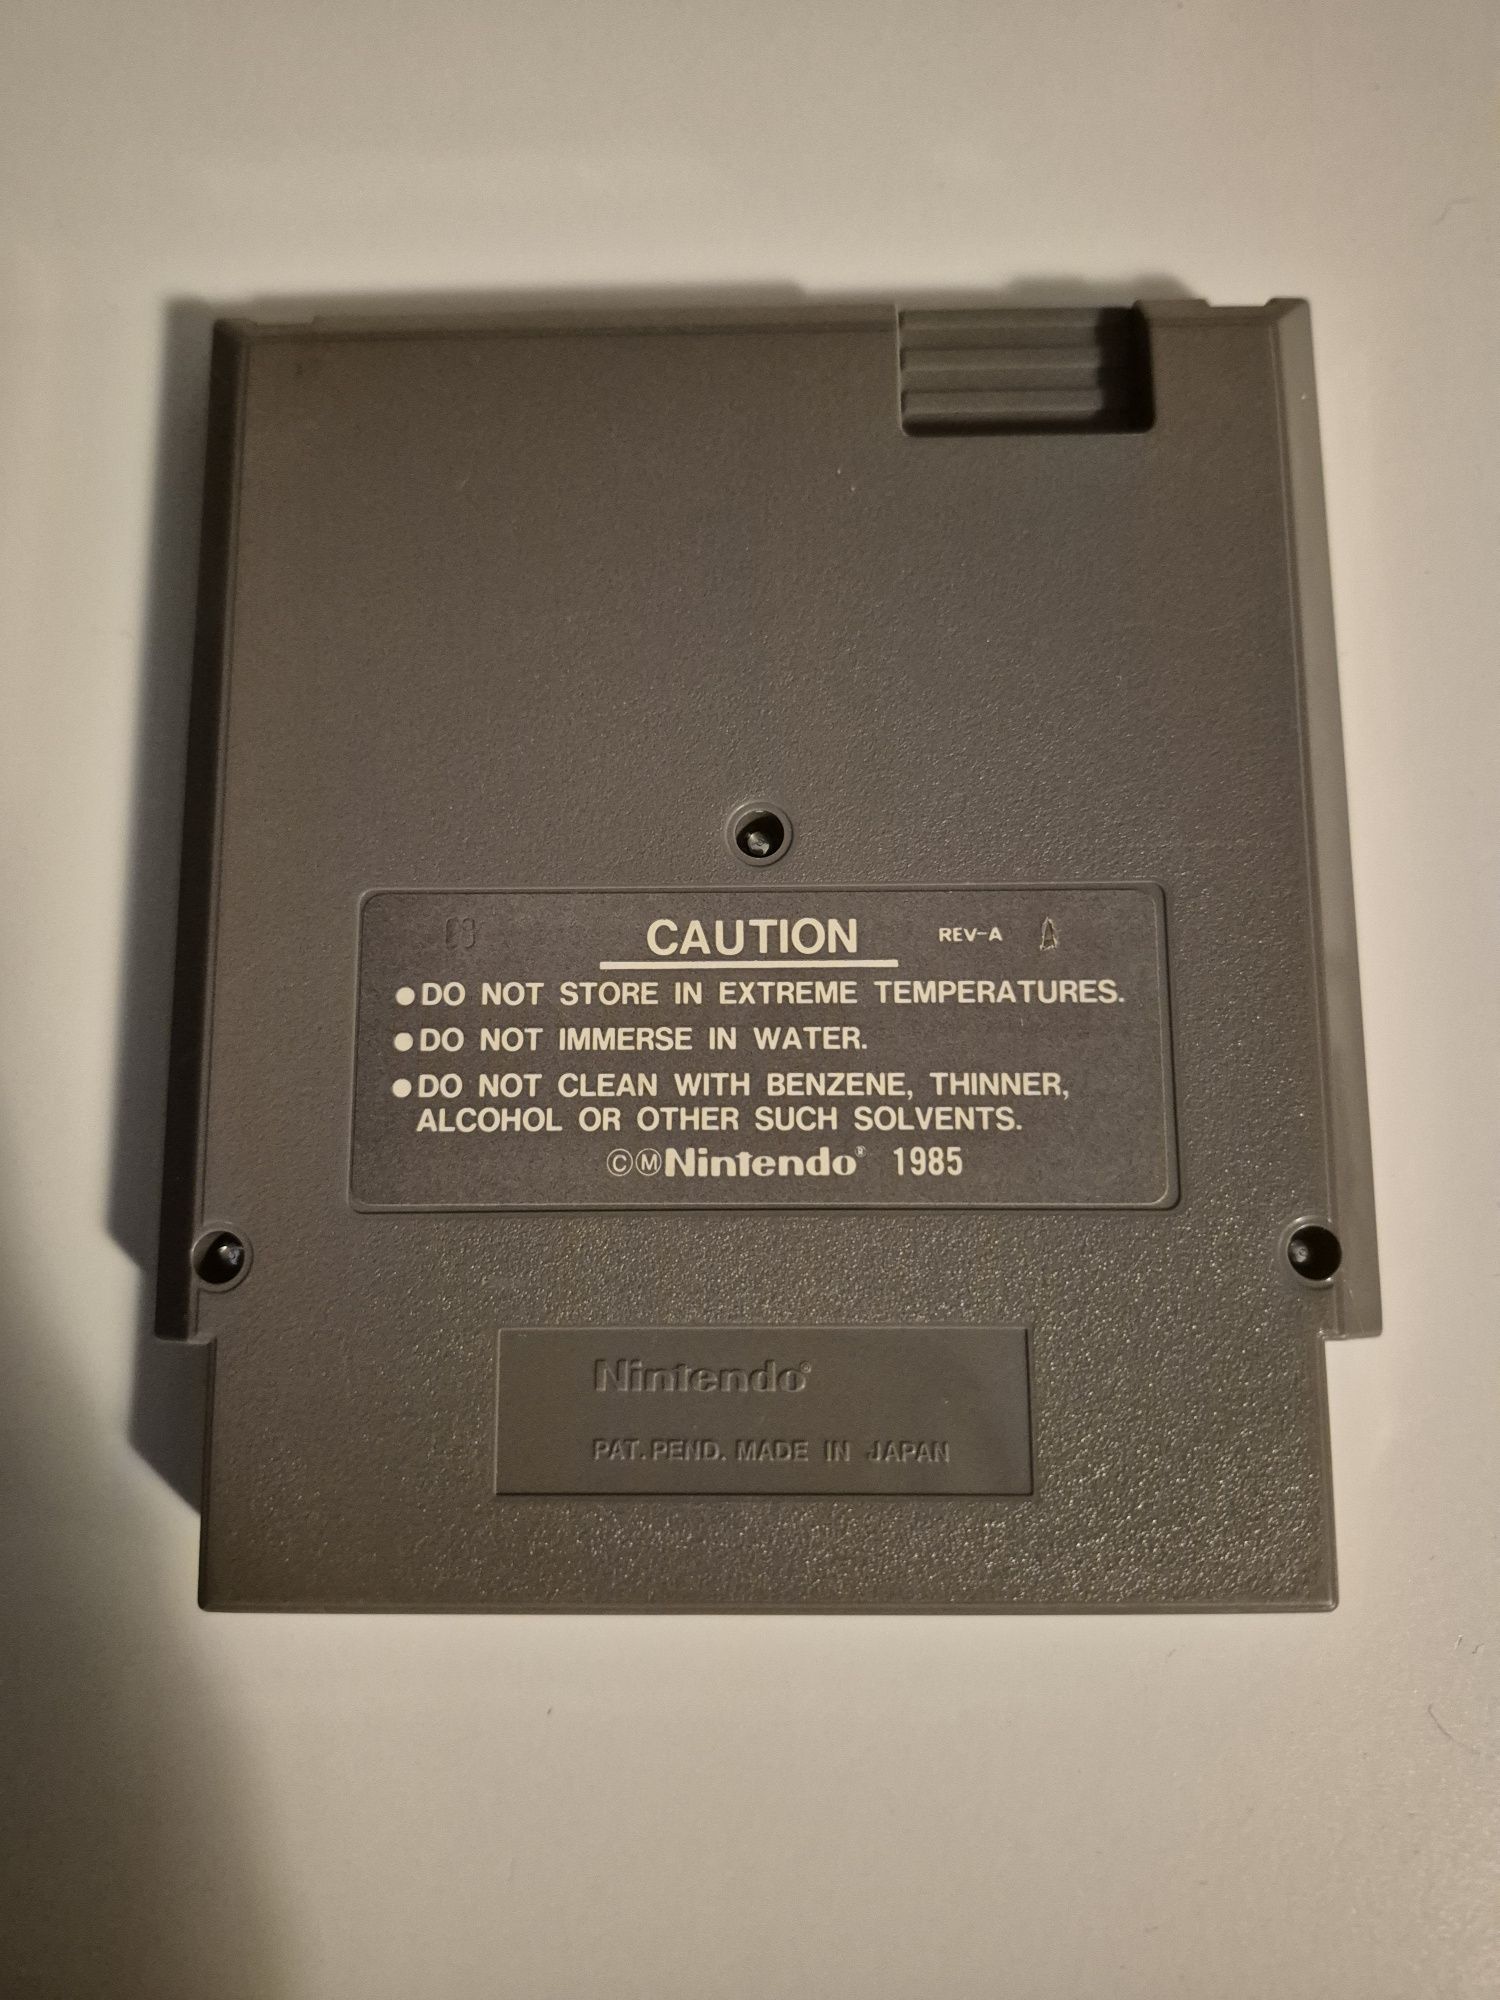 CAUTION REV-A A
●DO NOT STORE IN EXTREME TEMPERATURES.
●DO NOT IMMERSE IN WATER.
●DO NOT CLEAN WITH BENZENE, THINNER,
ALCOHOL OR OTHER SUCH SOLVENTS.
©ⓂNintendo® 1985
Nintendo®
PAT. PEND. MADE IN JAPAN